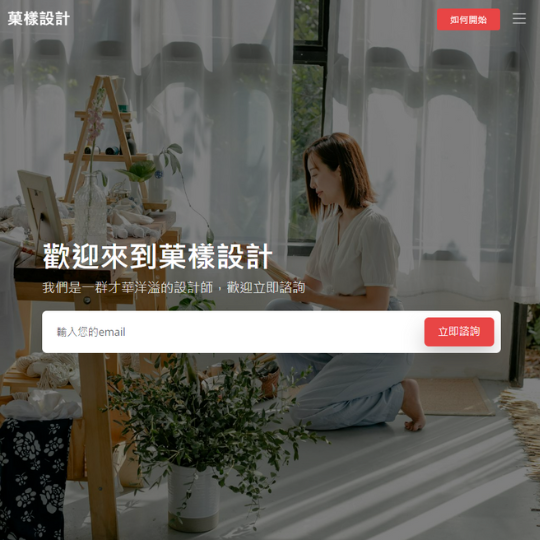 菓樣設計
如何開始
歡迎來到菓樣設計
我們是一群才華洋溢的設計師，歡迎立即諮詢
輸入您的email
立即諮詢